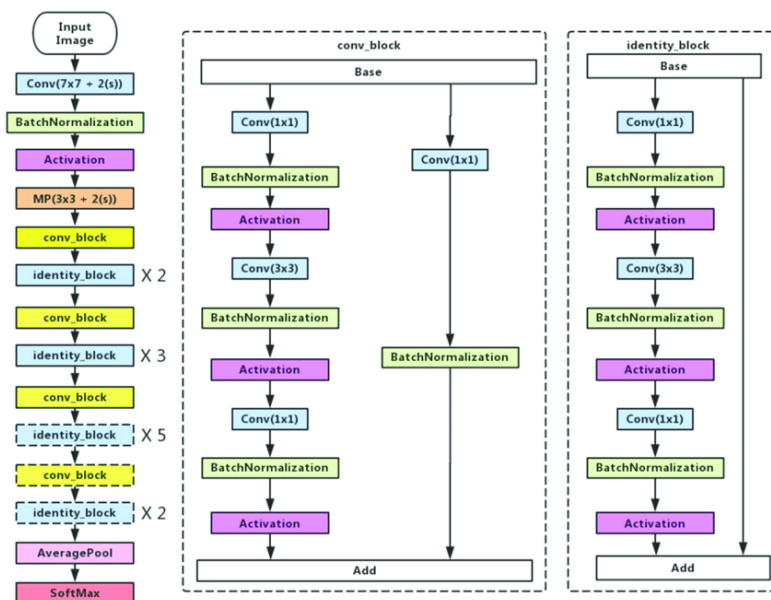 Input
Image
Conv(7x7 + 2(s))
BatchNormalization
Activation
MP(3x3 + 2(s))
conv_block
identity_block X 2
conv_block
identity_block X 3
conv_block
identity_block X 5
conv_block
identity_block X 2
AveragePool
SoftMax
conv_block
Base
Conv(1x1)
BatchNormalization
Activation
Conv(3x3)
BatchNormalization
Activation
Conv(1x1)
BatchNormalization
Activation
Conv(1x1)
BatchNormalization
Add
identity_block
Base
Conv(1x1)
BatchNormalization
Activation
Conv(3x3)
BatchNormalization
Activation
Conv(1x1)
BatchNormalization
Activation
Add